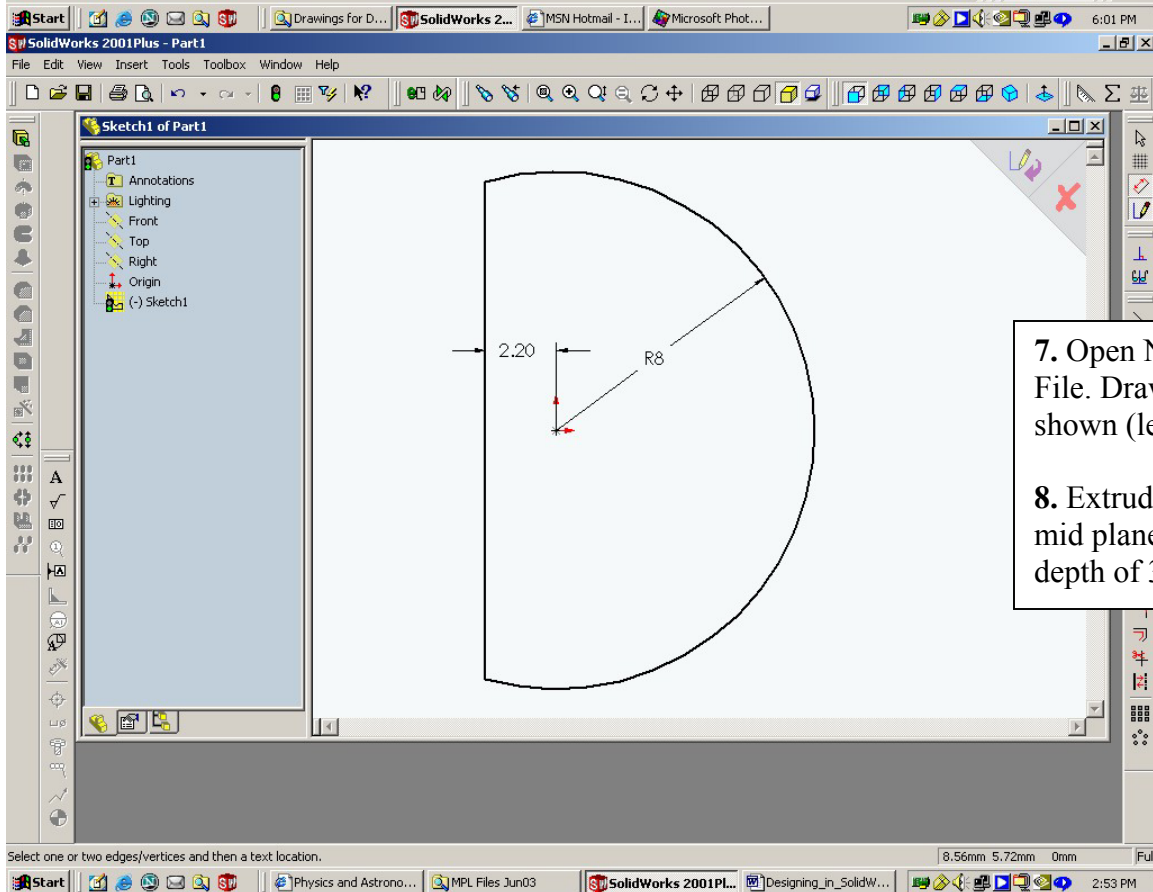 Start
Drawings for D...
SolidWorks 2...
MSN Hotmail - I...
Microsoft Phot...
6:01 PM
SolidWorks 2001Plus - Part1
File Edit View Insert Tools Toolbox Window Help
Sketch1 of Part1
Part1
Annotations
Lighting
Front
Top
Right
Origin
(-) Sketch1
2.20
R8
7. Open N
File. Draw
shown (le
8. Extrud
mid plane
depth of 3
Select one or two edges/vertices and then a text location.
8.56mm 5.72mm 0mm
Ful
Start
Physics and Astrono...
MPL Files Jun03
SolidWorks 2001Pl...
Designing_in_SolidW...
2:53 PM